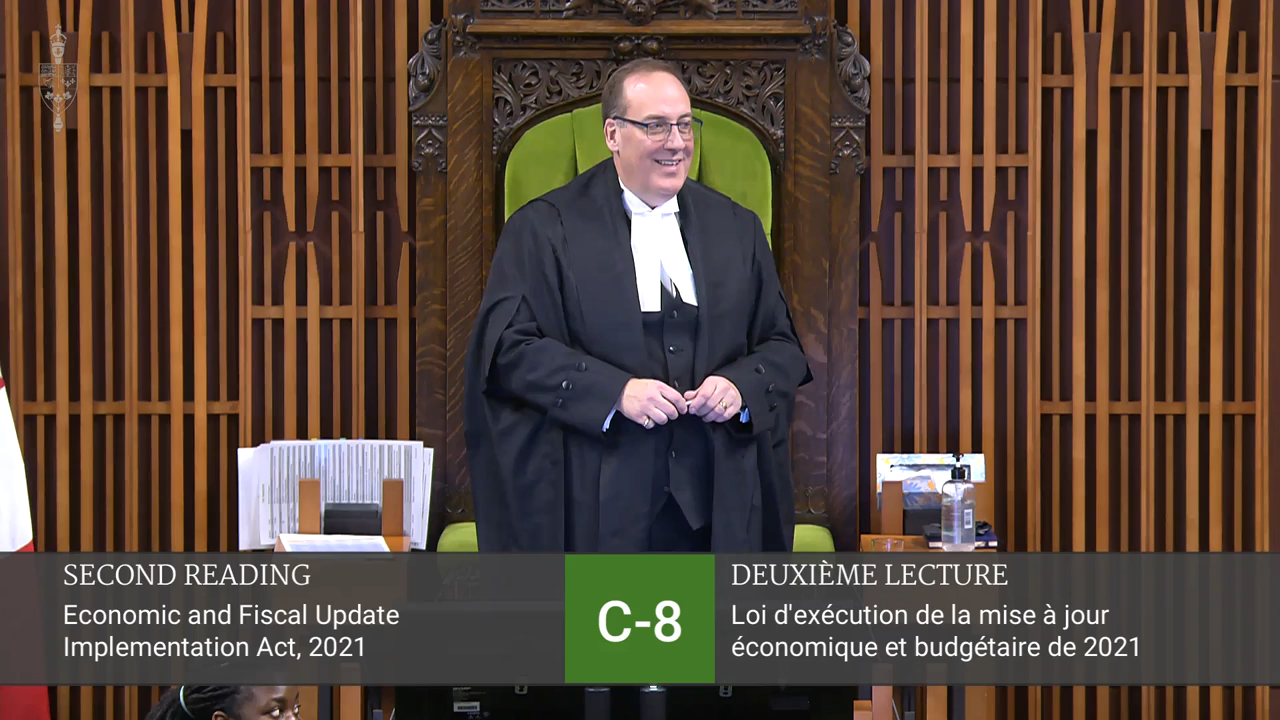 SECOND READING
Economic and Fiscal Update
Implementation Act, 2021
C-8
DEUXIÈME LECTURE
Loi d'exécution de la mise à jour
économique et budgétaire de 2021